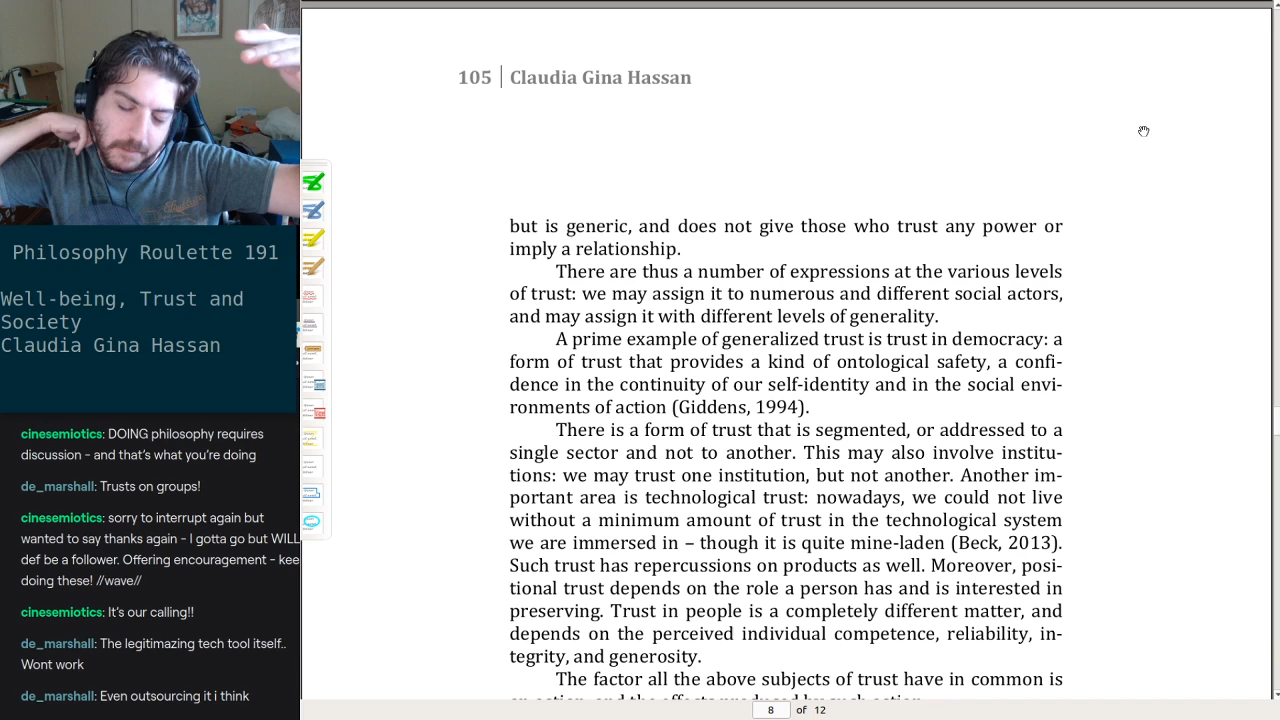 Philosophy Roulette 191
Well-being, Trust and
Society
Claudia Gina Hassan
cinesemiotics: DOING philosophy requires
discussion - and that's what you're doing
de_marshall: Trusts on groups!
cinesemiotics: sorry to interrupt again but
wanted to say thanks again - I gotta go but WILL
def be a follower. Offering encouragement - keep
doing these! //wave//
cinesemiotics: It's our calling!!
de_marshall: The legitimazing tech tool itself..
Wont work
de_marshall: Even outsourcing it i think
105 | Claudia Gina Hassan
but is generic, and does not give those who trust any power or
imply a relationship.
There are thus a number of expressions at the various levels
of trust: we may assign it to numerous and different social actors,
and may assign it with different levels of generality.
A prime example of generalized trust is trust in democracy: a
form of trust that provides a kind of ontological safety, a confi-
dence in the continuity of our self-identity and in the social envi-
ronments of action (Giddens, 1994).
There is a form of trust that is segmented, or addressed to a
single sector and not to another. This may also involve institu-
tions: we may trust one institution, but not another. Another im-
portant area is technological trust: nowadays, we could not live
without a minimum amount of trust in the technological system
we are immersed in – though it is quite mine-laden (Beck, 2013).
Such trust has repercussions on products as well. Moreover, posi-
tional trust depends on the role a person has and is interested in
preserving. Trust in people is a completely different matter, and
depends on the perceived individual competence, reliability, in-
tegrity, and generosity.
The factor all the above subjects of trust have in common is
an action, and the effects produced by such action.
8 of 12